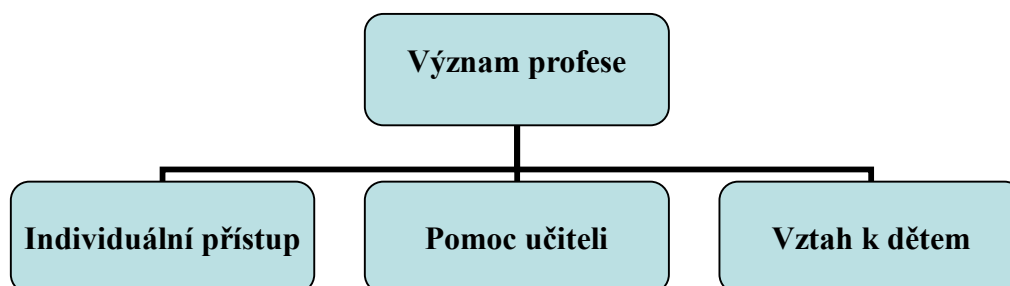 Význam profese
Individuální přístup
Pomoc učiteli
Vztah k dětem